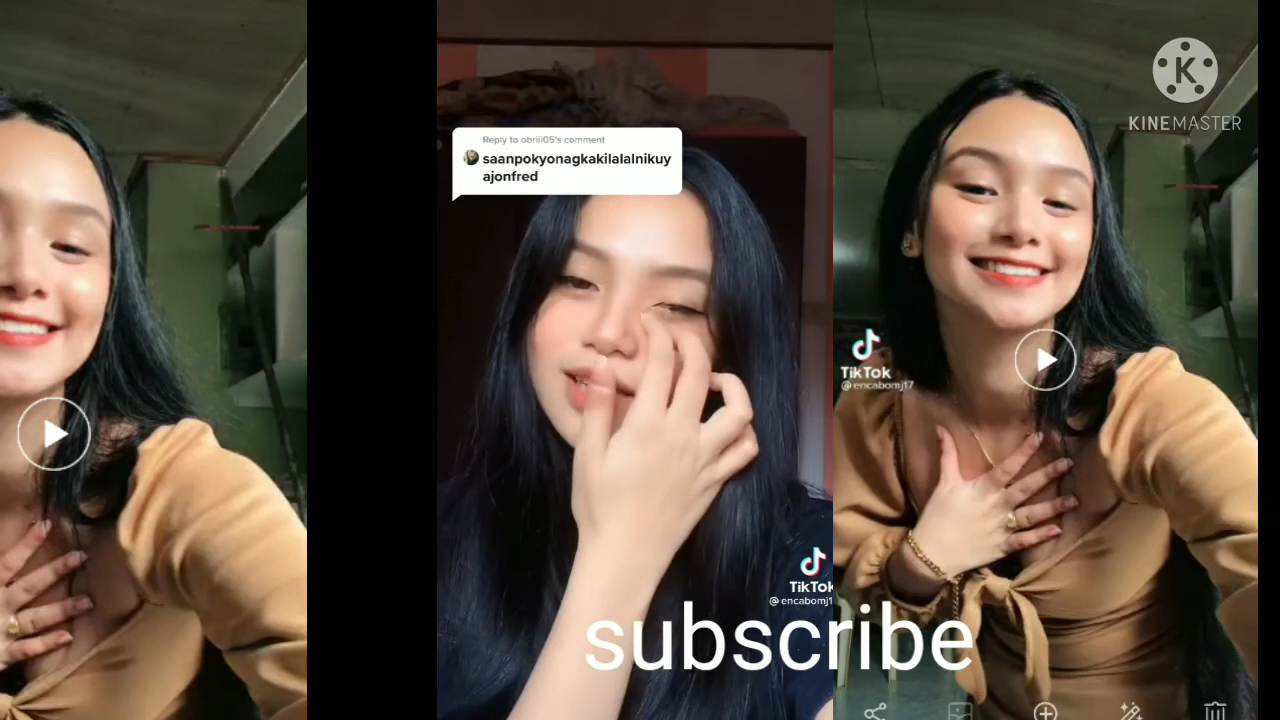 Reply to obriii05's comment
saanpokyonagkakilalalnikuy
ajonfred
K
KINEMASTER
TikTok
@encabomj17
TikTok
@encabomj1
subscribe